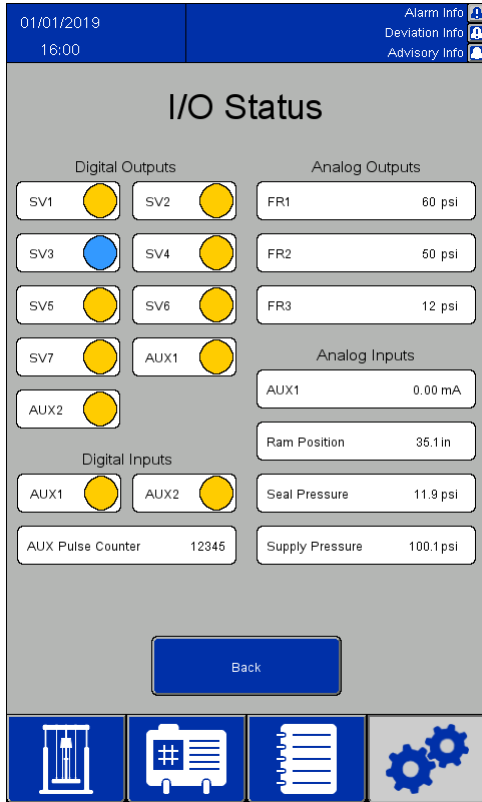 01/01/2019
16:00
Alarm Info
Deviation Info
Advisory Info
I/O Status
Digital Outputs
SV1
SV2
SV3
SV4
SV5
SV6
SV7
AUX1
AUX2
Digital Inputs
AUX1
AUX2
AUX Pulse Counter 12345
Analog Outputs
FR1 60 psi
FR2 50 psi
FR3 12 psi
Analog Inputs
AUX1 0.00 mA
Ram Position 35.1 in
Seal Pressure 11.9 psi
Supply Pressure 100.1 psi
Back